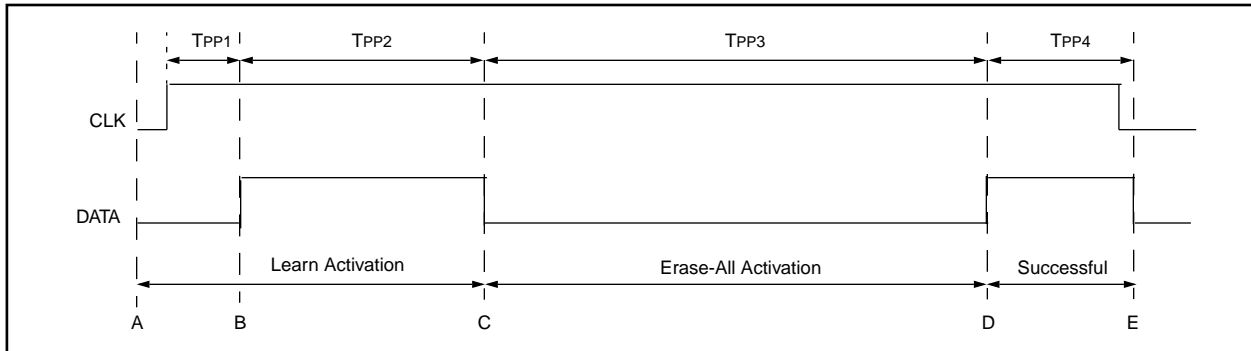 TPP1 TPP2 TPP3 TPP4
CLK
DATA
Learn Activation Erase-All Activation Successful
A B C D E